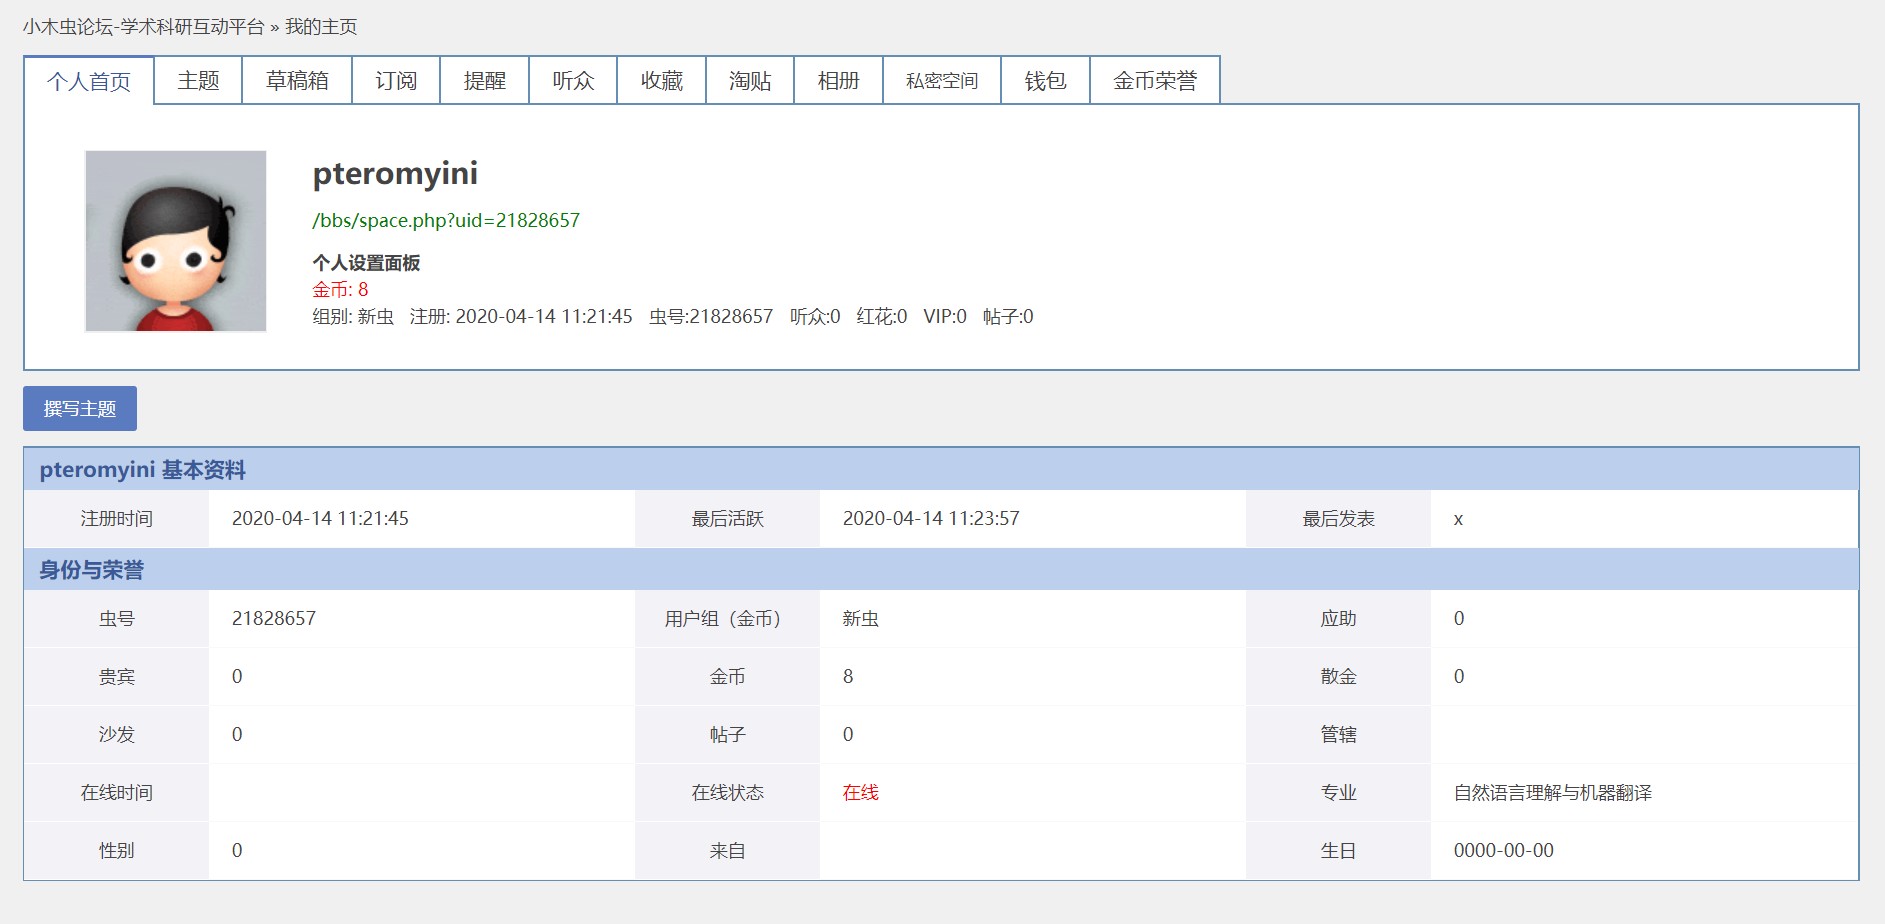 小木虫论坛-学术科研互动平台 » 我的主页
个人首页 主题 草稿箱 订阅 提醒 听众 收藏 淘贴 相册 私密空间 钱包 金币荣誉
pteromyini
/bbs/space.php?uid=21828657
个人设置面板
金币: 8
组别: 新虫 注册: 2020-04-14 11:21:45 虫号:21828657 听众:0 红花:0 VIP:0 帖子:0
撰写主题
pteromyini 基本资料
注册时间 2020-04-14 11:21:45 最后活跃 2020-04-14 11:23:57 最后发表 x
身份与荣誉
虫号 21828657 用户组（金币） 新虫 应助 0
贵宾 0 金币 8 散金 0
沙发 0 帖子 0 管辖
在线时间 在线状态 在线 专业 自然语言理解与机器翻译
性别 0 来自 生日 0000-00-00